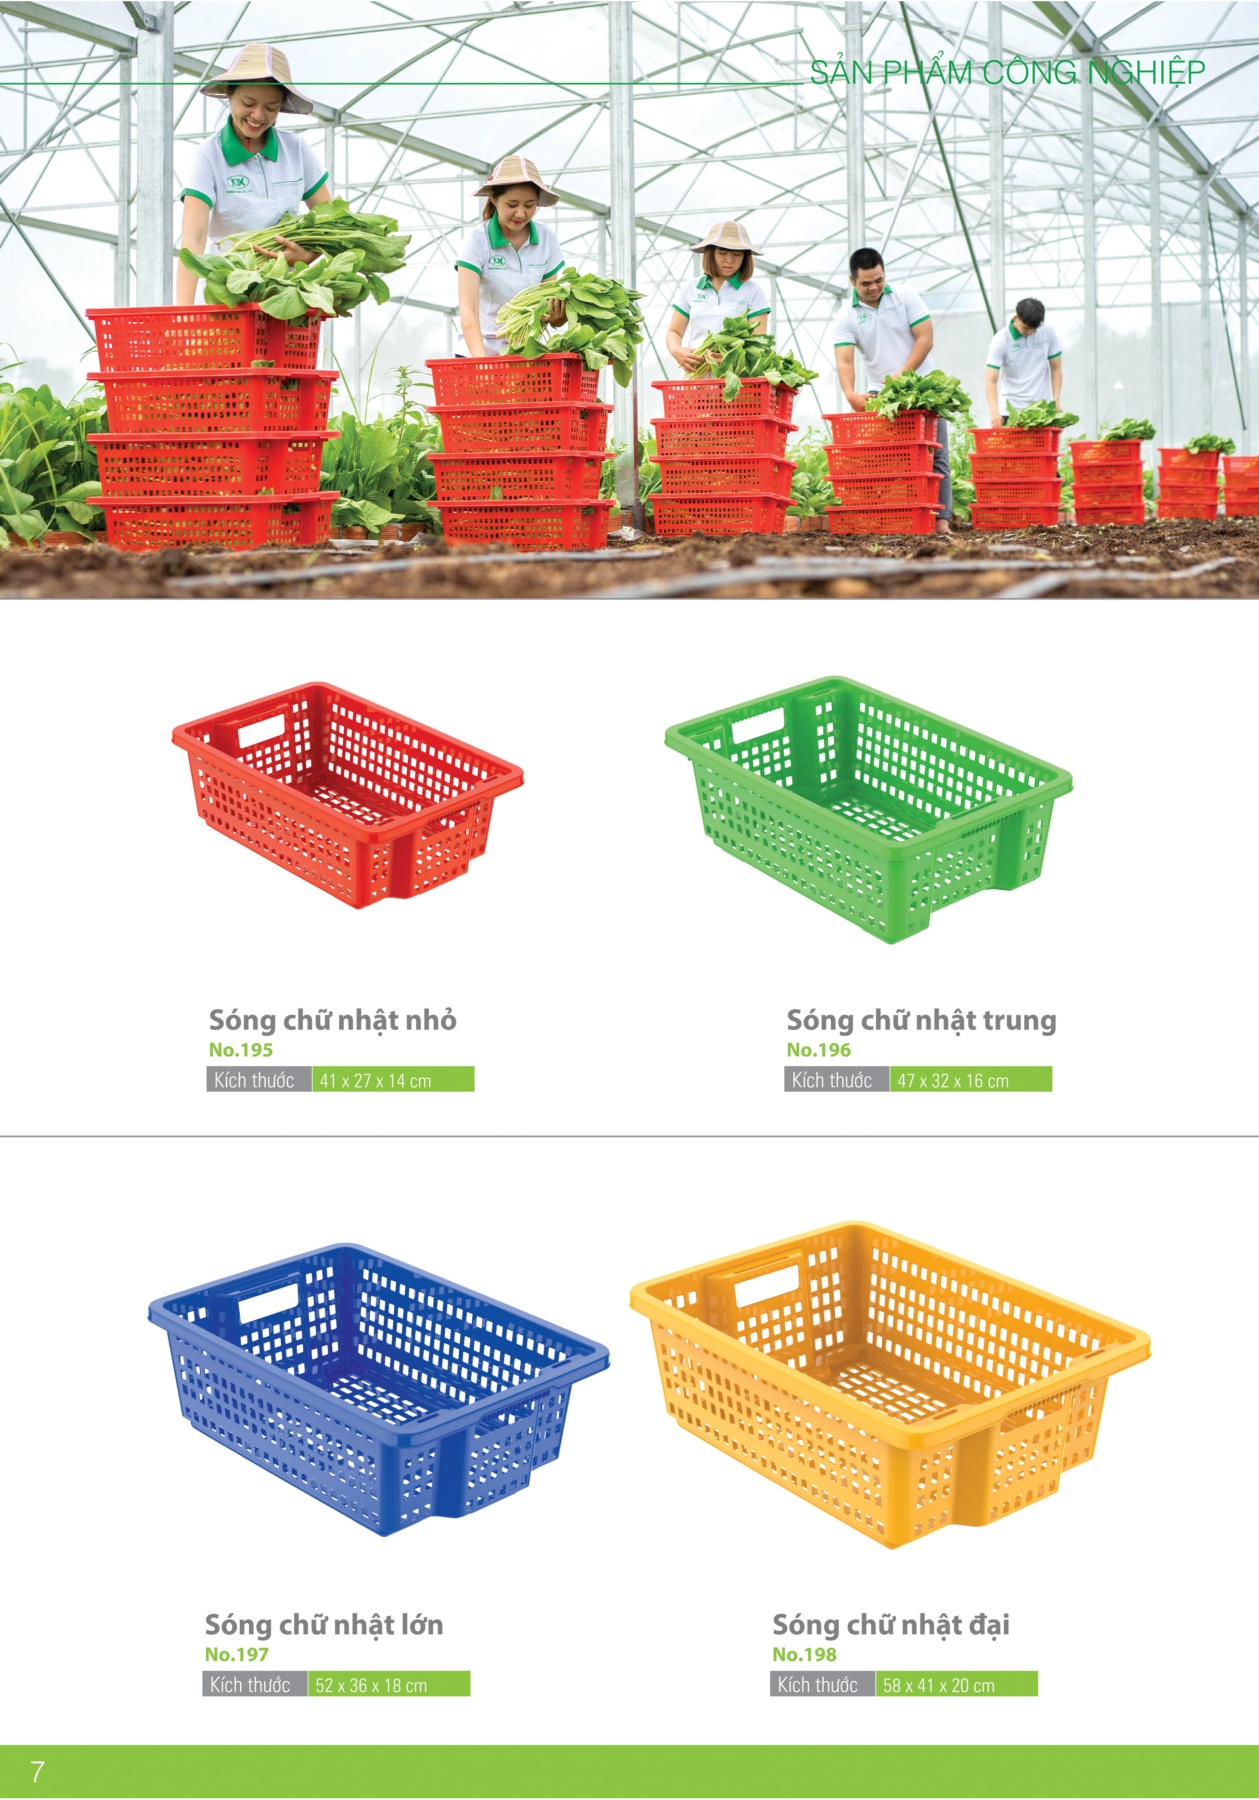 SẢN PHẨM CÔNG NGHIỆP
Sóng chữ nhật nhỏ
No.195
Kích thước 41 x 27 x 14 cm
Sóng chữ nhật trung
No.196
Kích thước 47 x 32 x 16 cm
Sóng chữ nhật lớn
No.197
Kích thước 52 x 36 x 18 cm
Sóng chữ nhật đại
No.198
Kích thước 58 x 41 x 20 cm
7